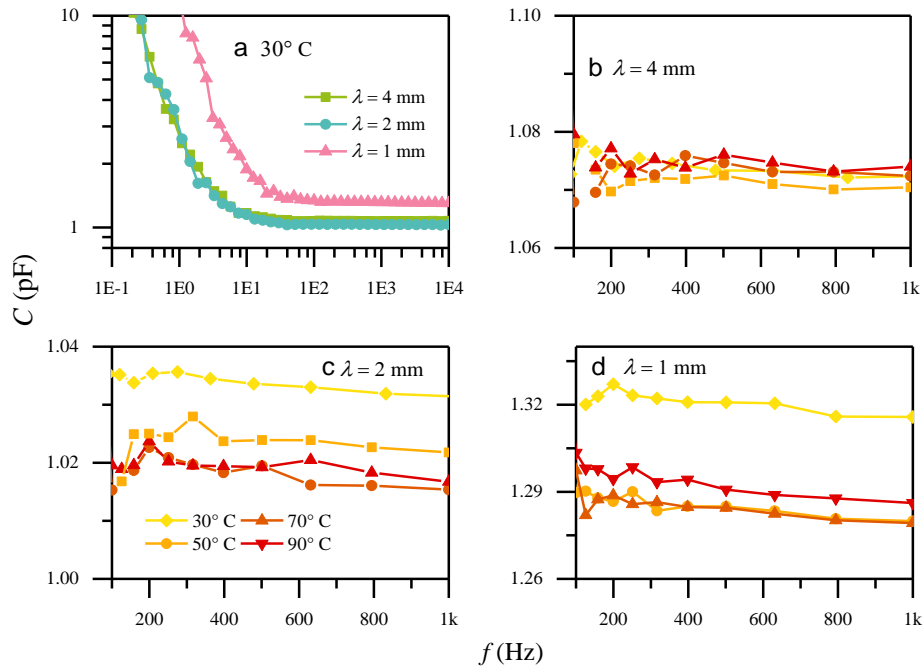 10
1
a 30° C
λ = 4 mm
λ = 2 mm
λ = 1 mm
1E-1 1E0 1E1 1E2 1E3 1E4
1.10
1.08
1.06
b λ = 4 mm
200 400 600 800 1k
C (pF)
1.04
1.02
1.00
c λ = 2 mm
30° C
50° C
70° C
90° C
200 400 600 800 1k
1.32
1.29
1.26
d λ = 1 mm
200 400 600 800 1k
f (Hz)